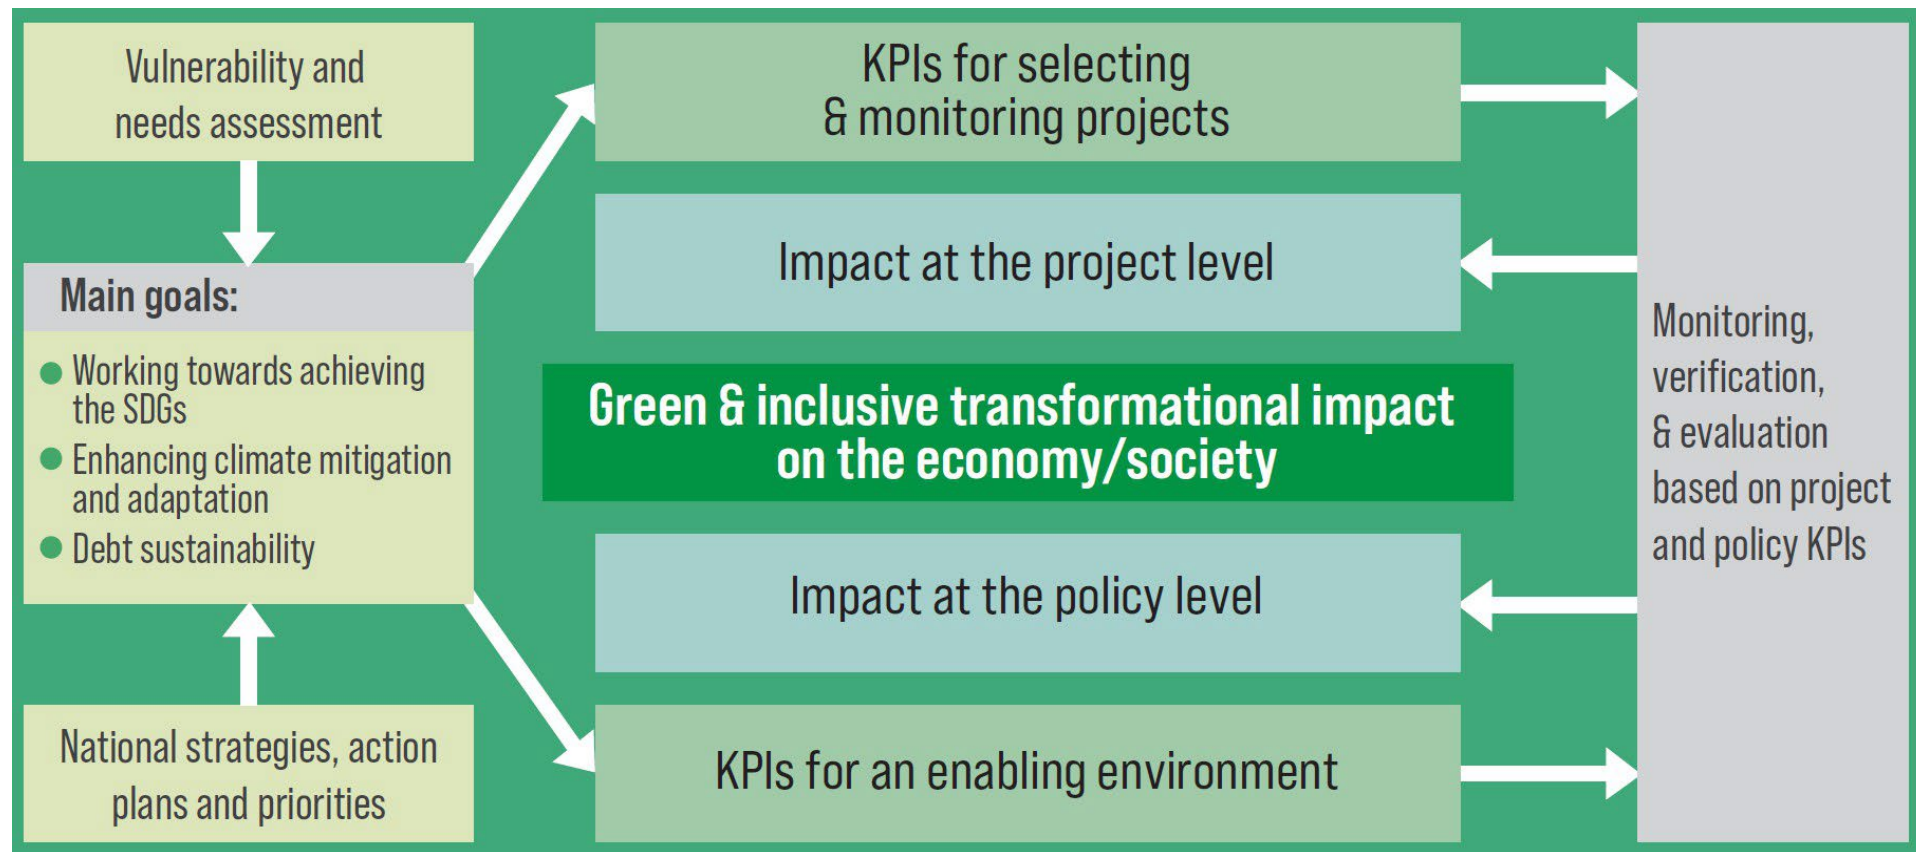 Vulnerability and
needs assessment
Main goals:
Working towards achieving
the SDGs
Enhancing climate mitigation
and adaptation
Debt sustainability
National strategies, action
plans and priorities
KPIs for selecting
& monitoring projects
Impact at the project level
Green & inclusive transformational impact
on the economy/society
Impact at the policy level
KPIs for an enabling environment
Monitoring,
verification,
& evaluation
based on project
and policy KPIs